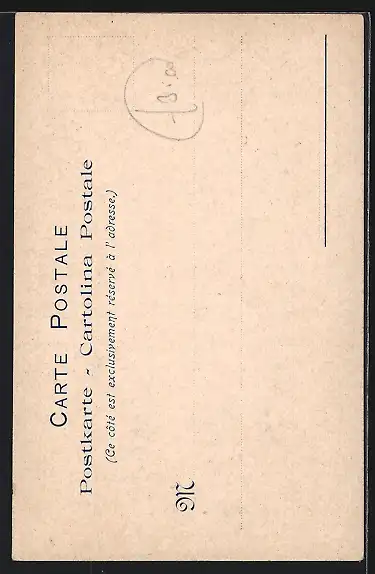 CARTE POSTALE
Postkarte - Cartolina Postale
(Ce côté est exclusivement réservé à l'adresse.)
M